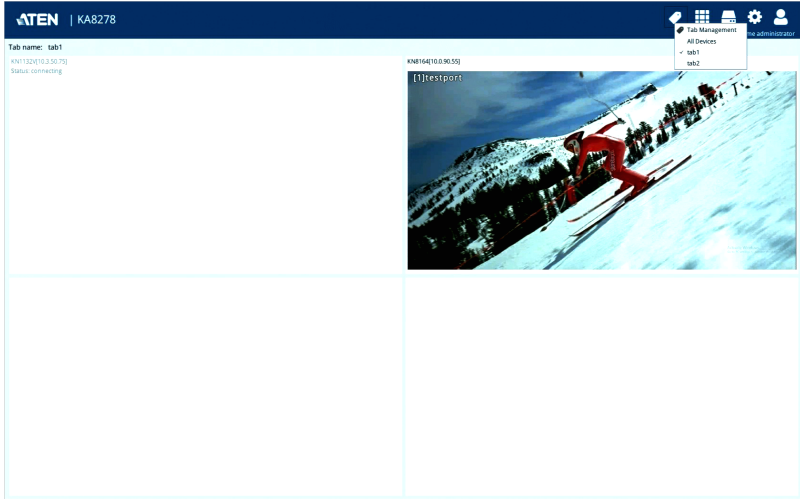 ATEN | KA8278
me administrator
Tab Management
All Devices
✓ tab1
tab2
Tab name: tab1
KN1132V[10.3.50.75]
Status: connecting
KN8164[10.0.90.55]
[1]testport